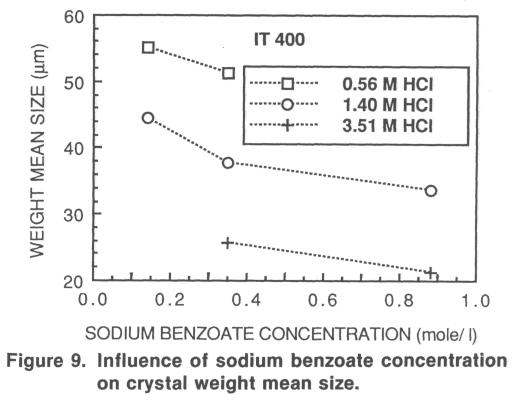 60
50
40
30
20
WEIGHT MEAN SIZE (µm)
IT 400
0.56 M HCl
1.40 M HCl
3.51 M HCl
0.0 0.2 0.4 0.6 0.8 1.0
SODIUM BENZOATE CONCENTRATION (mole/ l)
Figure 9. Influence of sodium benzoate concentration
on crystal weight mean size.